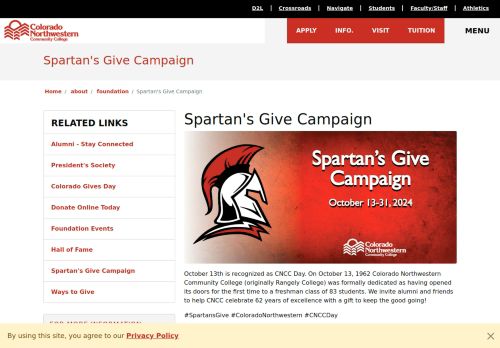 D2L | Crossroads | Navigate | Students | Faculty/Staff | Athletics
Colorado
Northwestern
Community College
APPLY INFO. VISIT TUITION MENU
Spartan's Give Campaign
Home / about / foundation / Spartan's Give Campaign
RELATED LINKS
Alumni - Stay Connected
President's Society
Colorado Gives Day
Donate Online Today
Foundation Events
Hall of Fame
Spartan's Give Campaign
Ways to Give
FOR MORE INFORMATION
Spartan's Give Campaign
Spartan's Give
Campaign
October 13-31, 2024
Colorado
Northwestern
Community College
October 13th is recognized as CNCC Day. On October 13, 1962 Colorado Northwestern
Community College (originally Rangely College) was formally dedicated as having opened
its doors for the first time to a freshman class of 83 students. We invite alumni and friends
to help CNCC celebrate 62 years of excellence with a gift to keep the good going!
#SpartansGive #ColoradoNorthwestern #CNCCDay
By using this site, you agree to our Privacy Policy
×